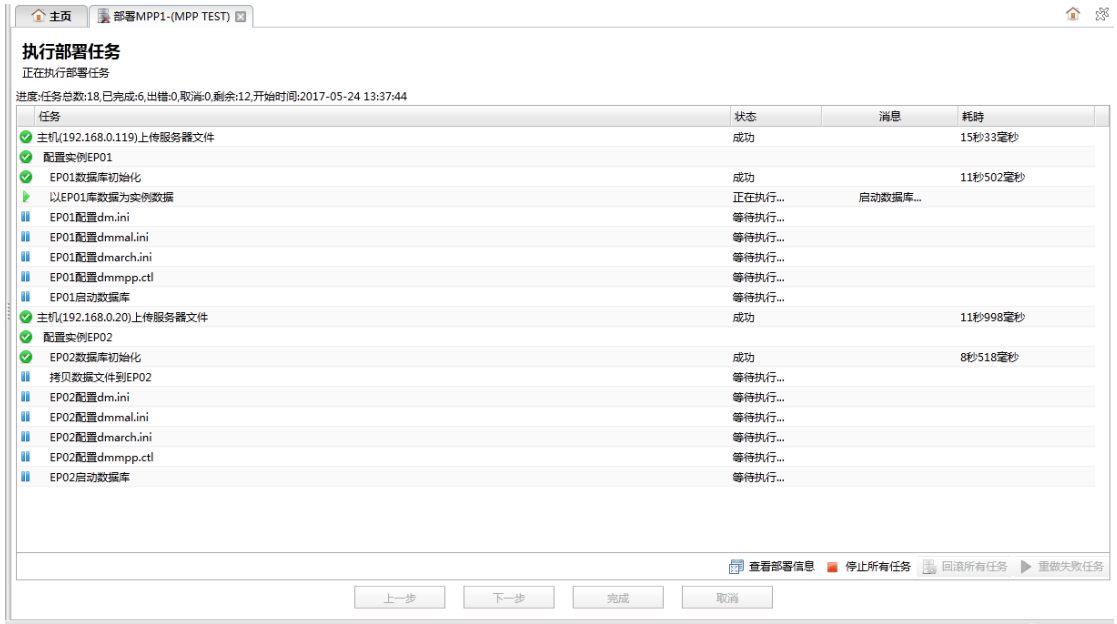 主页 部署MPP1-(MPP TEST)
执行部署任务
正在执行部署任务
进度:任务总数:18,已完成:6,出错:0,取消:0,剩余:12,开始时间:2017-05-24 13:37:44
任务 状态 消息 耗時
主机(192.168.0.119)上传服务器文件 成功 15秒33毫秒
配置实例EP01
EP01数据库初始化 成功 11秒502毫秒
以EP01库数据为实例数据 正在执行... 启动数据库...
EP01配置dm.ini 等待执行...
EP01配置dmmal.ini 等待执行...
EP01配置dmarch.ini 等待执行...
EP01配置dmmpp.ctl 等待执行...
EP01启动数据库 等待执行...
主机(192.168.0.20)上传服务器文件 成功 11秒998毫秒
配置实例EP02
EP02数据库初始化 成功 8秒518毫秒
拷贝数据文件到EP02 等待执行...
EP02配置dm.ini 等待执行...
EP02配置dmmal.ini 等待执行...
EP02配置dmarch.ini 等待执行...
EP02配置dmmpp.ctl 等待执行...
EP02启动数据库 等待执行...
查看部署信息 停止所有任务 回滚所有任务 重做失败任务
上一步 下一步 完成 取消